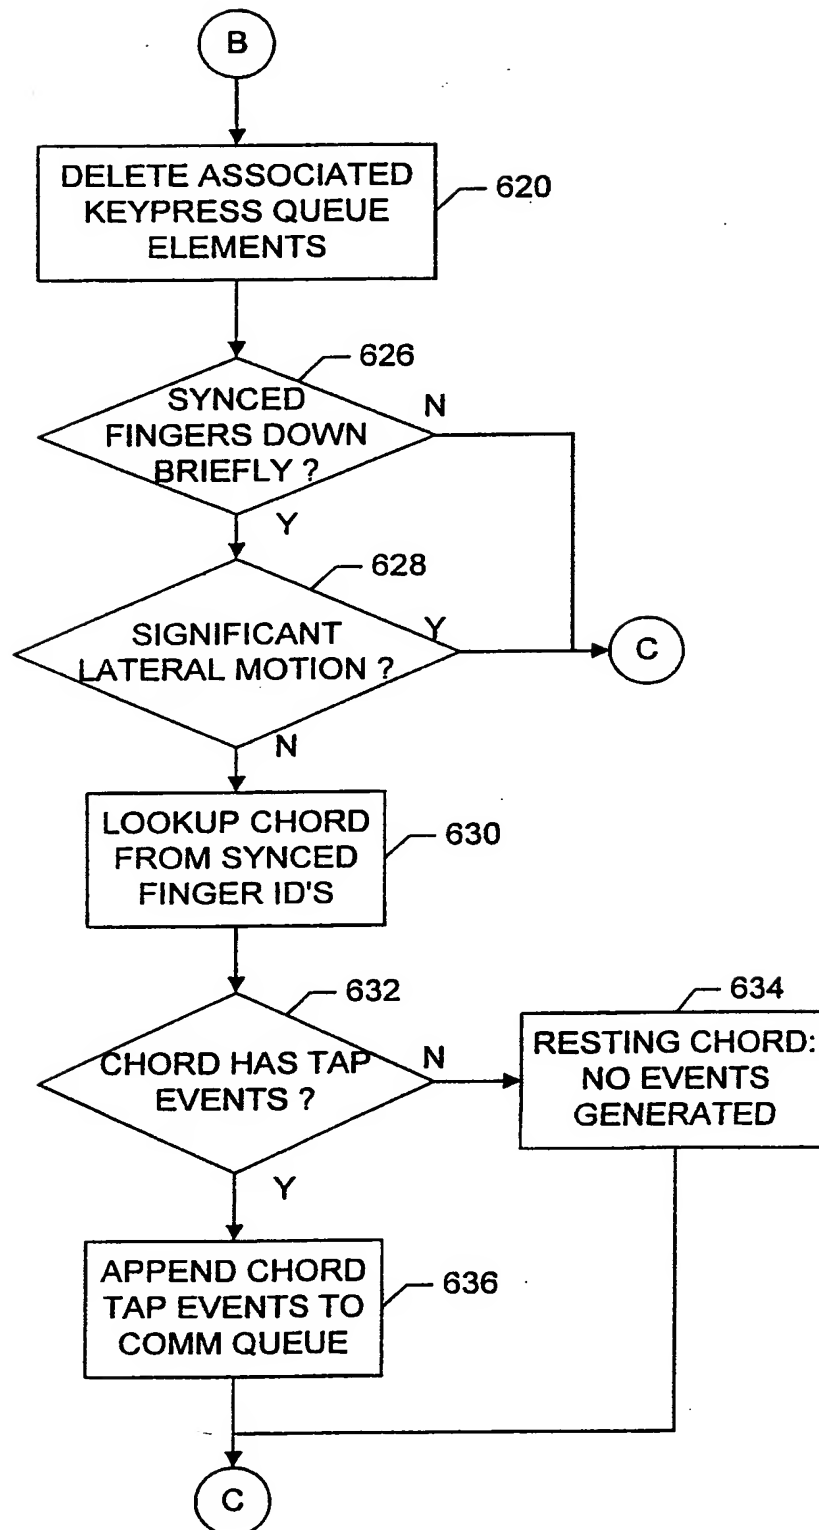 B
DELETE ASSOCIATED
KEYPRESS QUEUE
ELEMENTS
620
626
SYNCED
FINGERS DOWN
BRIEFLY ?
N
Y
628
SIGNIFICANT
LATERAL MOTION ?
Y
C
N
LOOKUP CHORD
FROM SYNCED
FINGER ID'S
630
632
CHORD HAS TAP
EVENTS ?
N
634
RESTING CHORD:
NO EVENTS
GENERATED
Y
APPEND CHORD
TAP EVENTS TO
COMM QUEUE
636
C